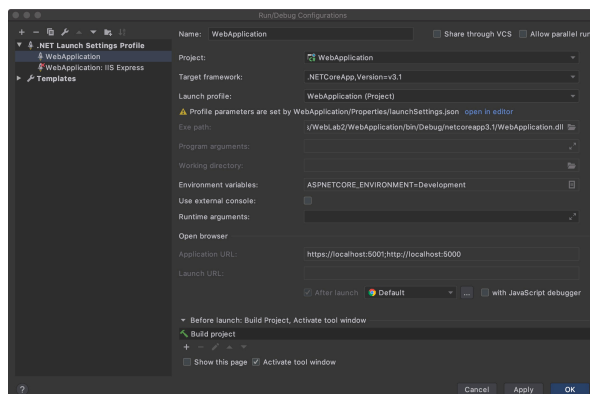 Run/Debug Configurations
Name: WebApplication
Share through VCS
Allow parallel run
.NET Launch Settings Profile
WebApplication
WebApplication: IIS Express
Templates
Project: WebApplication
Target framework: .NETCoreApp,Version=v3.1
Launch profile: WebApplication (Project)
Profile parameters are set by WebApplication/Properties/launchSettings.json open in editor
Exe path: /WebLab2/WebApplication/bin/Debug/netcoreapp3.1/WebApplication.dll
Program arguments:
Working directory:
Environment variables: ASPNETCORE_ENVIRONMENT=Development
Use external console:
Runtime arguments:
Open browser
Application URL: https://localhost:5001;http://localhost:5000
Launch URL:
After launch Default ... with JavaScript debugger
Before launch: Build Project, Activate tool window
Build project
Show this page Activate tool window
? Cancel Apply OK